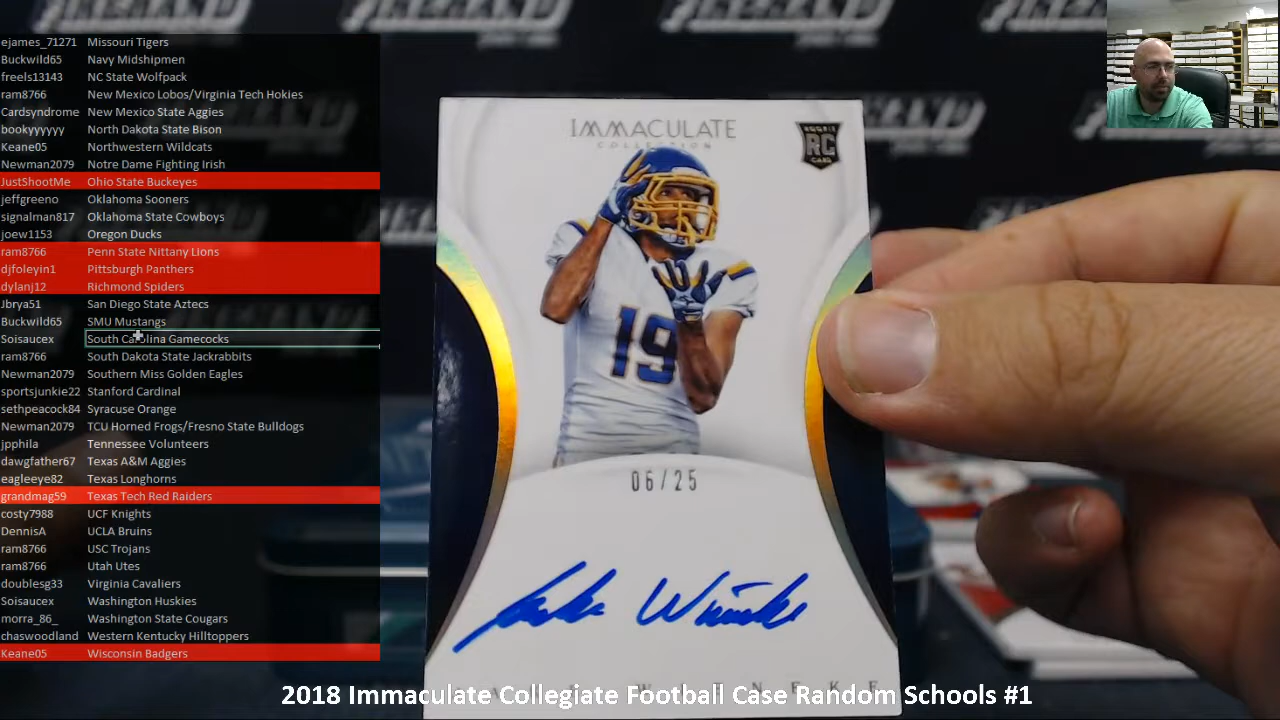 ejames_71271 Missouri Tigers
Buckwild65 Navy Midshipmen
freels13143 NC State Wolfpack
ram8766 New Mexico Lobos/Virginia Tech Hokies
Cardsyndrome New Mexico State Aggies
bookyyyyyy North Dakota State Bison
Keane05 Northwestern Wildcats
Newman2079 Notre Dame Fighting Irish
JustShootMe Ohio State Buckeyes
jeffgreeno Oklahoma Sooners
signalman817 Oklahoma State Cowboys
joew1153 Oregon Ducks
ram8766 Penn State Nittany Lions
djfoleyin1 Pittsburgh Panthers
dylanj12 Richmond Spiders
Jbrya51 San Diego State Aztecs
Buckwild65 SMU Mustangs
Soisaucex South Carolina Gamecocks
ram8766 South Dakota State Jackrabbits
Newman2079 Southern Miss Golden Eagles
sportsjunkie22 Stanford Cardinal
sethpeacock84 Syracuse Orange
Newman2079 TCU Horned Frogs/Fresno State Bulldogs
jpphila Tennessee Volunteers
dawgfather67 Texas A&M Aggies
eagleeye82 Texas Longhorns
grandmag59 Texas Tech Red Raiders
costy7988 UCF Knights
DennisA UCLA Bruins
ram8766 USC Trojans
ram8766 Utah Utes
doublesg33 Virginia Cavaliers
Soisaucex Washington Huskies
morra_86_ Washington State Cougars
chaswoodland Western Kentucky Hilltoppers
Keane05 Wisconsin Badgers
IMMACULATE
COLLECTION
ROOKIE
RC
CARD
19
06/25
2018 Immaculate Collegiate Football Case Random Schools #1